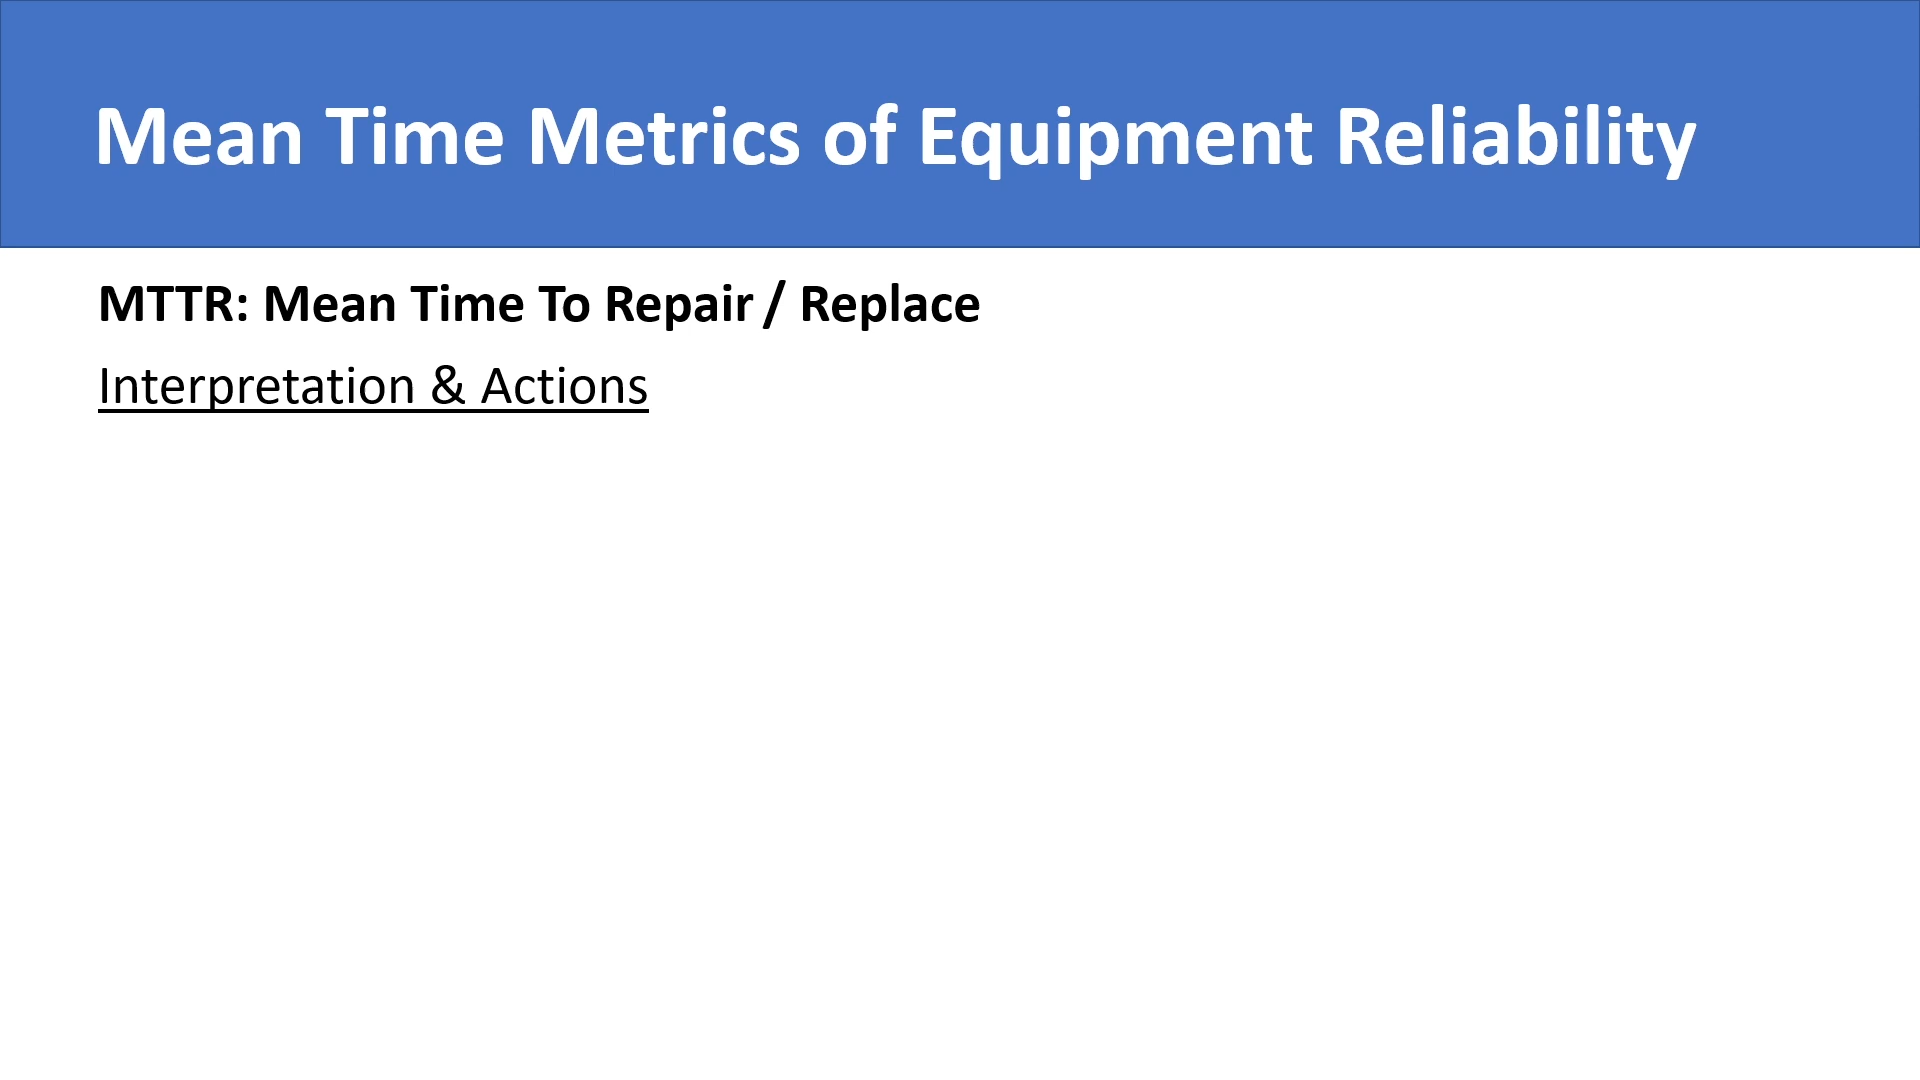 Mean Time Metrics of Equipment Reliability
MTTR: Mean Time To Repair / Replace
Interpretation & Actions